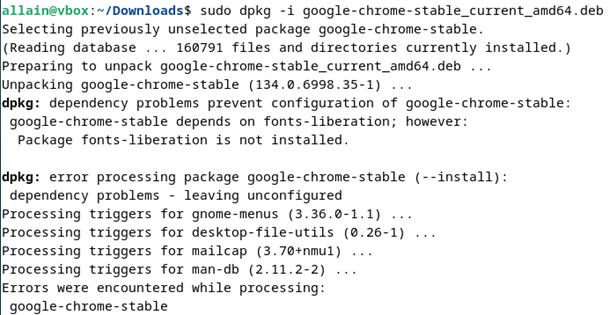 allain@vbox:~/Downloads$ sudo dpkg -i google-chrome-stable_current_amd64.deb
Selecting previously unselected package google-chrome-stable.
(Reading database ... 160791 files and directories currently installed.)
Preparing to unpack google-chrome-stable_current_amd64.deb ...
Unpacking google-chrome-stable (134.0.6998.35-1) ...
dpkg: dependency problems prevent configuration of google-chrome-stable:
 google-chrome-stable depends on fonts-liberation; however:
  Package fonts-liberation is not installed.

dpkg: error processing package google-chrome-stable (--install):
 dependency problems - leaving unconfigured
Processing triggers for gnome-menus (3.36.0-1.1) ...
Processing triggers for desktop-file-utils (0.26-1) ...
Processing triggers for mailcap (3.70+nmu1) ...
Processing triggers for man-db (2.11.2-2) ...
Errors were encountered while processing:
 google-chrome-stable